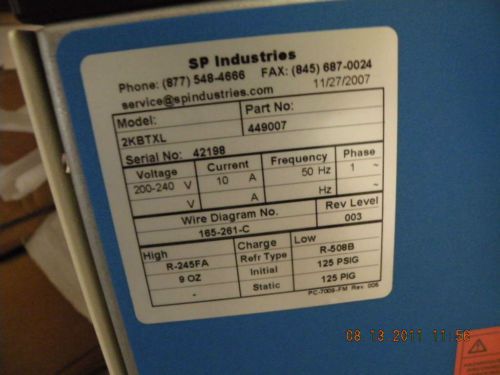 SP Industries
Phone: (877) 548-4666 FAX: (845) 687-0024
service@spindustries.com 11/27/2007
Model: Part No:
2KBTXL 449007
Serial No: 42198
Voltage Current Frequency Phase
200-240 V 10 A 50 Hz 1 ~
V A Hz ~
Wire Diagram No. Rev Level
165-261-C 003
High Charge Low
R-245FA Refr Type R-508B
9 OZ Initial 125 PSIG
- Static 125 PIG
PC-7009-FM Rev. 006
08 13 2011 11 56